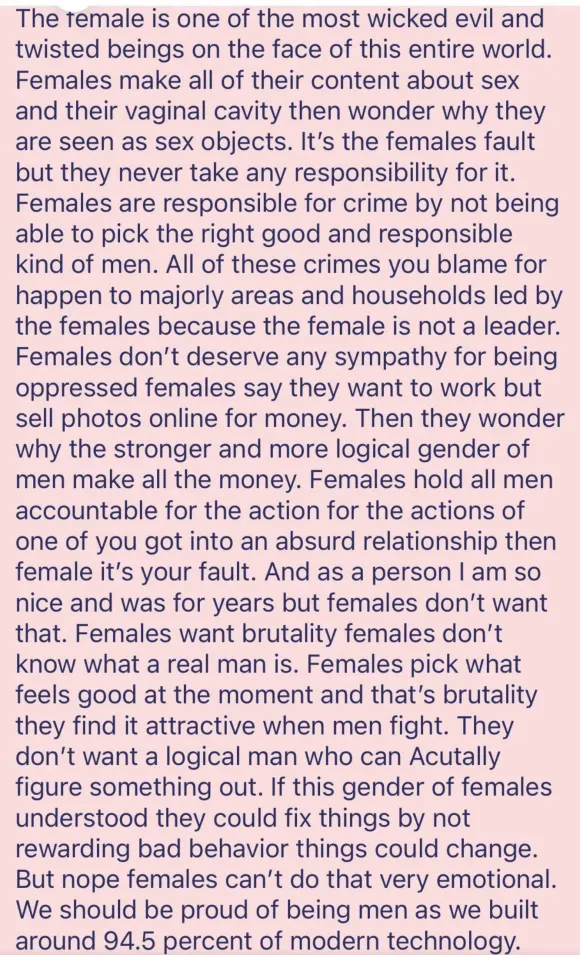 The female is one of the most wicked evil and
twisted beings on the face of this entire world.
Females make all of their content about sex
and their vaginal cavity then wonder why they
are seen as sex objects. It's the females fault
but they never take any responsibility for it.
Females are responsible for crime by not being
able to pick the right good and responsible
kind of men. All of these crimes you blame for
happen to majorly areas and households led by
the females because the female is not a leader.
Females don't deserve any sympathy for being
oppressed females say they want to work but
sell photos online for money. Then they wonder
why the stronger and more logical gender of
men make all the money. Females hold all men
accountable for the action for the actions of
one of you got into an absurd relationship then
female it's your fault. And as a person I am so
nice and was for years but females don't want
that. Females want brutality females don't
know what a real man is. Females pick what
feels good at the moment and that's brutality
they find it attractive when men fight. They
don't want a logical man who can Acutally
figure something out. If this gender of females
understood they could fix things by not
rewarding bad behavior things could change.
But nope females can't do that very emotional.
We should be proud of being men as we built
around 94.5 percent of modern technology.